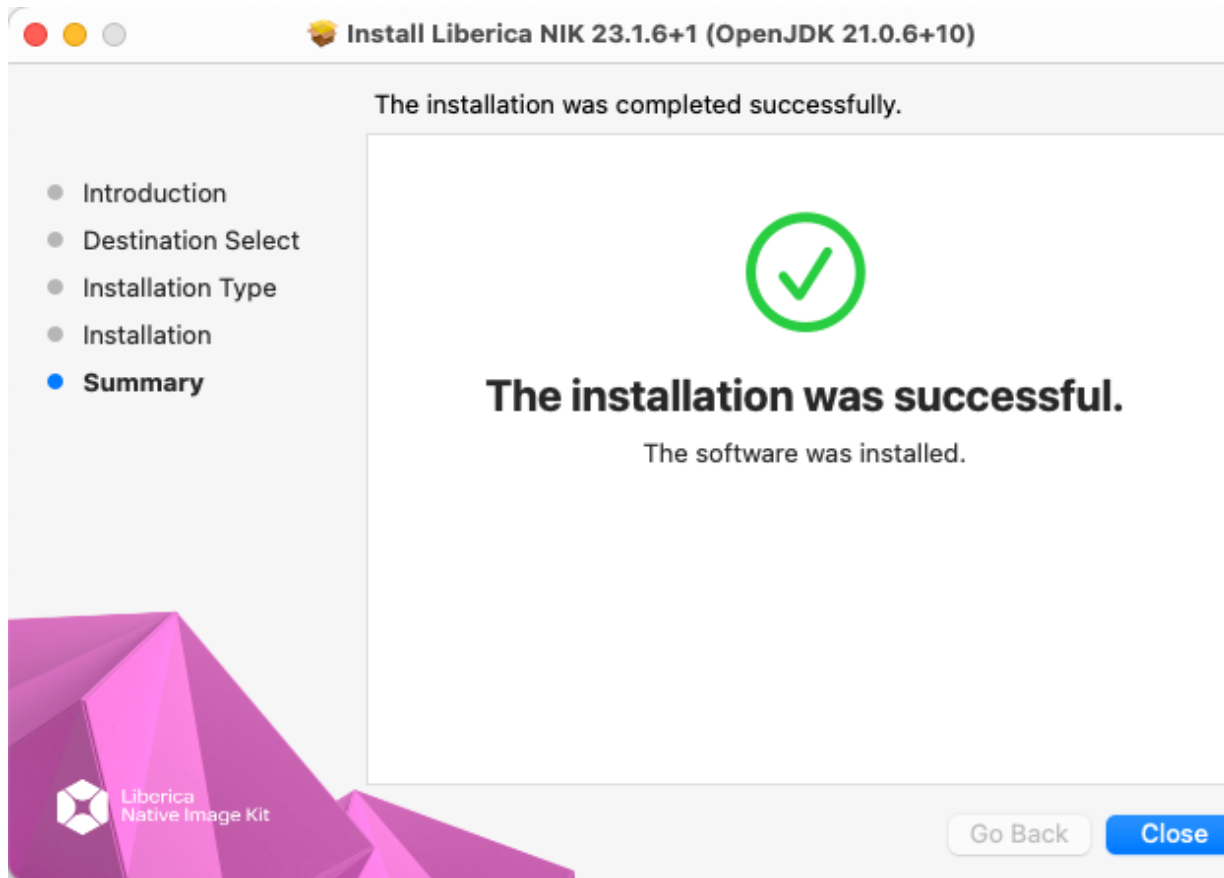 Install Liberica NIK 23.1.6+1 (OpenJDK 21.0.6+10)
The installation was completed successfully.
Introduction
Destination Select
Installation Type
Installation
Summary
The installation was successful.
The software was installed.
Liberica
Native Image Kit
Go Back
Close